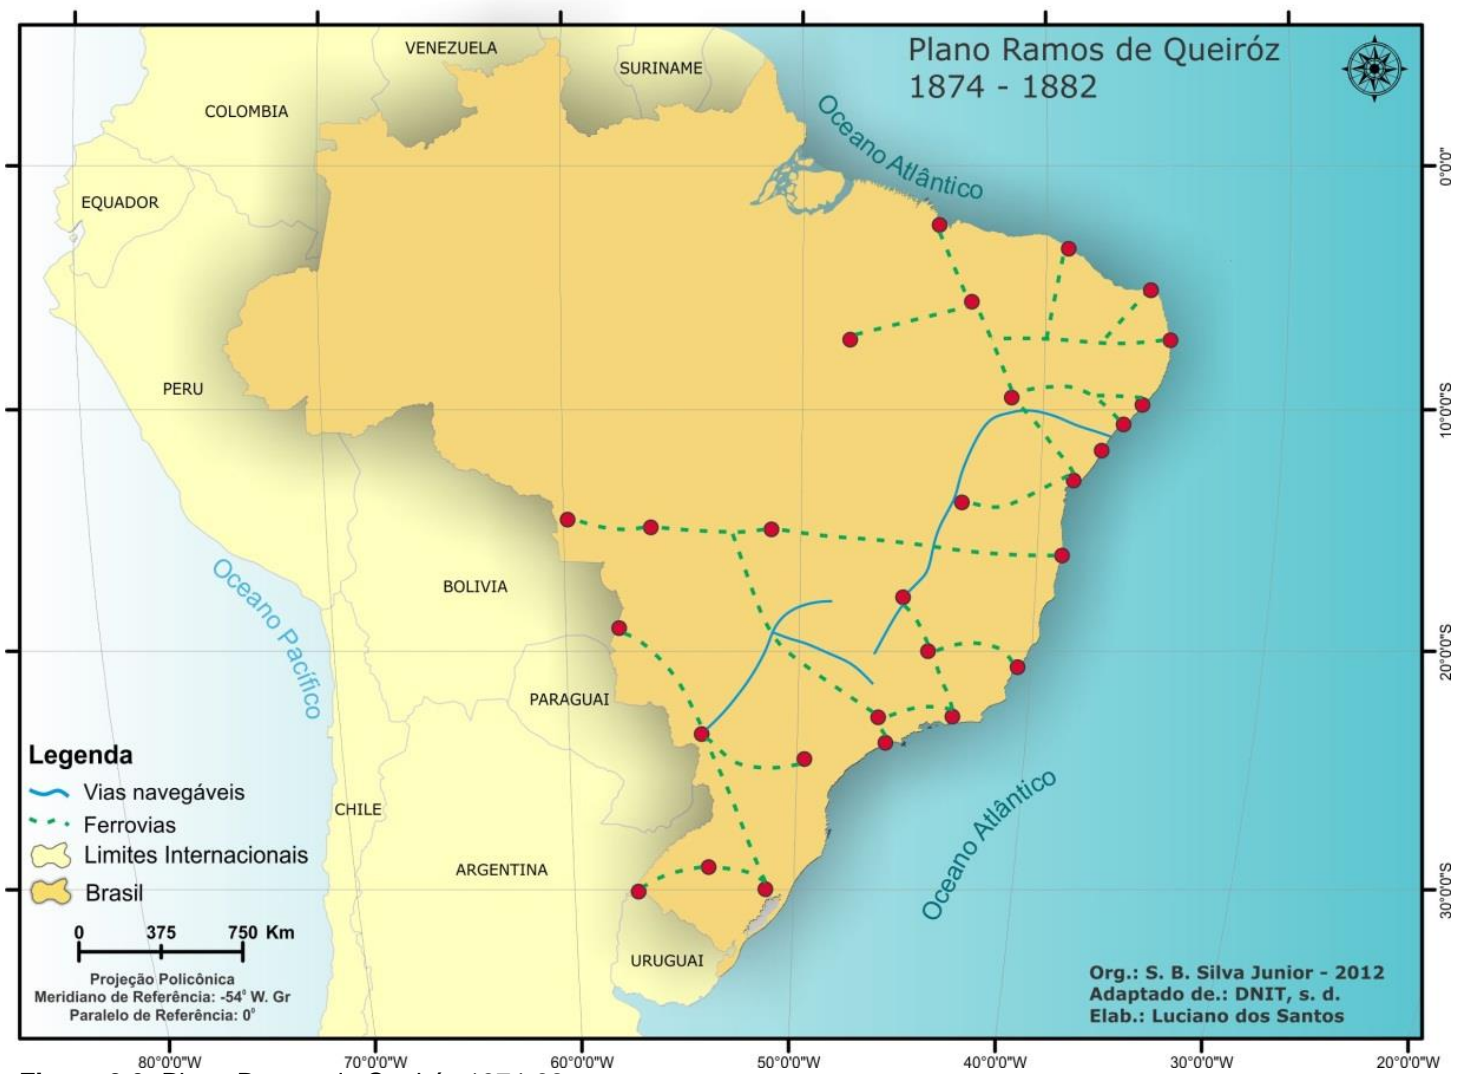 Plano Ramos de Queiróz
1874 - 1882
VENEZUELA
SURINAME
COLOMBIA
Oceano Atlântico
EQUADOR
PERU
Oceano Pacífico
BOLIVIA
PARAGUAI
CHILE
ARGENTINA
URUGUAI
Oceano Atlântico
0°0'0"
10°0'0"S
20°0'0"S
30°0'0"S
Legenda
Vias navegáveis
Ferrovias
Limites Internacionais
Brasil
0 375 750 Km
Projeção Policônica
Meridiano de Referência: -54° W. Gr
Paralelo de Referência: 0°
Org.: S. B. Silva Junior - 2012
Adaptado de.: DNIT, s. d.
Elab.: Luciano dos Santos
80°0'0"W 70°0'0"W 60°0'0"W 50°0'0"W 40°0'0"W 30°0'0"W 20°0'0"W